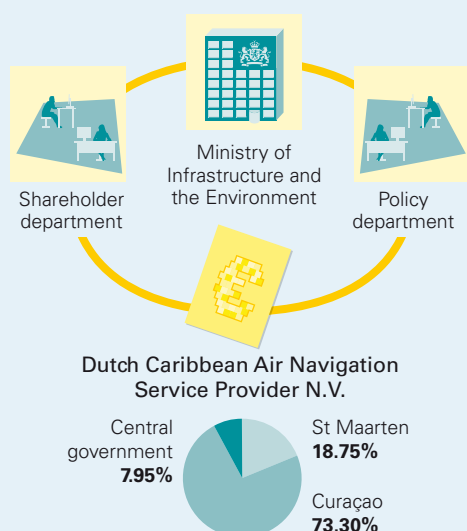 Ministry of
Infrastructure and
the Environment
Shareholder
department
Policy
department
€
Dutch Caribbean Air Navigation
Service Provider N.V.
Central
government
7.95%
St Maarten
18.75%
Curaçao
73.30%